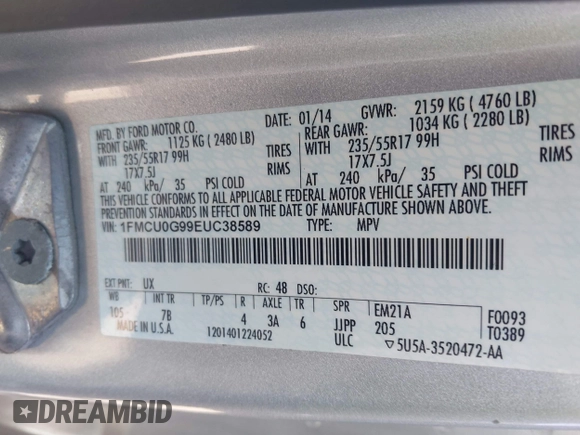 MFD. BY FORD MOTOR CO.
DATE: 01/14 GVWR: 2159 KG ( 4760 LB)
FRONT GAWR: 1125 KG ( 2480 LB) REAR GAWR: 1034 KG ( 2280 LB)
WITH 235/55R17 99H TIRES WITH 235/55R17 99H TIRES
17X7.5J RIMS 17X7.5J RIMS
AT 240 kPa/ 35 PSI COLD AT 240 kPa/ 35 PSI COLD
THIS VEHICLE CONFORMS TO ALL APPLICABLE FEDERAL MOTOR VEHICLE SAFETY AND THEFT
PREVENTION STANDARDS IN EFFECT ON THE DATE OF MANUFACTURE SHOWN ABOVE.
VIN: 1FMCU0G99EUC38589 TYPE: MPV
EXT PNT: UX RC: 48 DSO:
WB INT TR TP/PS R AXLE TR SPR EM21A F0093
105 7B 4 3A 6 JJPP 205 T0389
MADE IN U.S.A. 1201401224052 ULC ▽5U5A-3520472-AA
DREAMBID